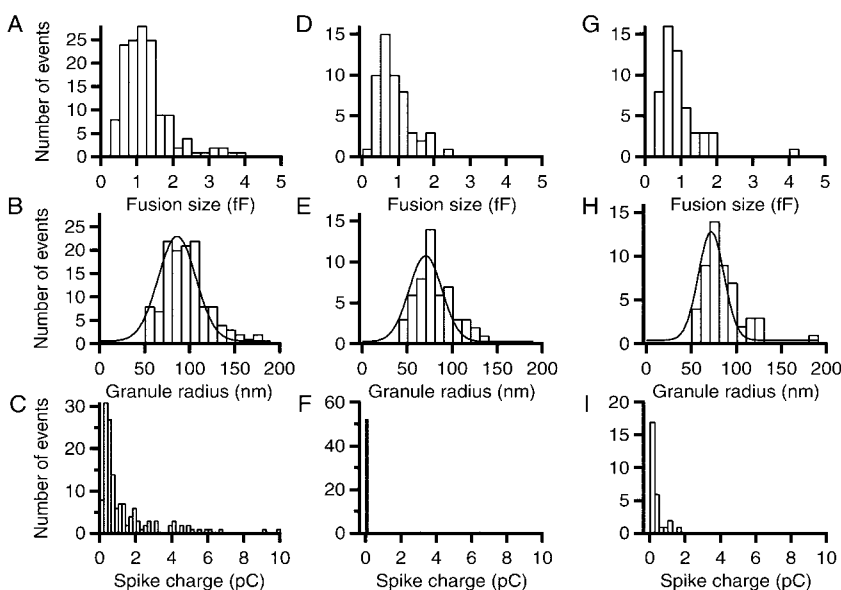 A
Number of events
25
20
15
10
5
0
0 1 2 3 4 5
Fusion size (fF)
D
15
10
5
0
0 1 2 3 4 5
Fusion size (fF)
G
15
10
5
0
0 1 2 3 4 5
Fusion size (fF)
B
Number of events
25
20
15
10
5
0
0 50 100 150 200
Granule radius (nm)
E
15
10
5
0
0 50 100 150 200
Granule radius (nm)
H
15
10
5
0
0 50 100 150 200
Granule radius (nm)
C
Number of events
30
20
10
0
0 2 4 6 8 10
Spike charge (pC)
F
60
40
20
0
0 2 4 6 8 10
Spike charge (pC)
I
20
15
10
5
0
0 2 4 6 8 10
Spike charge (pC)